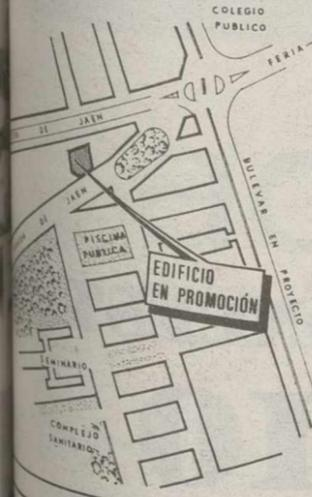 COLEGIO
PUBLICO
FERIA
DE JAEN
DE JAEN
BULEVAR EN PROYECTO
PISCINA
PUBLICA
EDIFICIO
EN PROMOCIÓN
SEMINARIO
COMPLEJO
SANITARIO